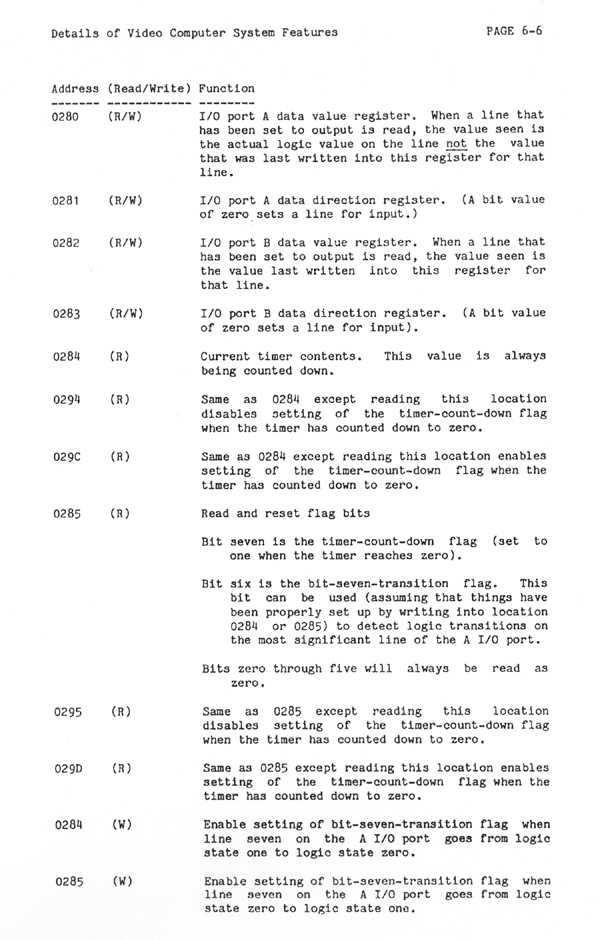 Details of Video Computer System Features PAGE 6-6
Address (Read/Write) Function
0280 (R/W) I/O port A data value register. When a line that
has been set to output is read, the value seen is
the actual logic value on the line not the value
that was last written into this register for that
line.
0281 (R/W) I/O port A data direction register. (A bit value
of zero sets a line for input.)
0282 (R/W) I/O port B data value register. When a line that
has been set to output is read, the value seen is
the value last written into this register for
that line.
0283 (R/W) I/O port B data direction register. (A bit value
of zero sets a line for input).
0284 (R) Current timer contents. This value is always
being counted down.
0294 (R) Same as 0284 except reading this location
disables setting of the timer-count-down flag
when the timer has counted down to zero.
029C (R) Same as 0284 except reading this location enables
setting of the timer-count-down flag when the
timer has counted down to zero.
0285 (R) Read and reset flag bits
Bit seven is the timer-count-down flag (set to
one when the timer reaches zero).
Bit six is the bit-seven-transition flag. This
bit can be used (assuming that things have
been properly set up by writing into location
0284 or 0285) to detect logic transitions on
the most significant line of the A I/O port.
Bits zero through five will always be read as
zero.
0295 (R) Same as 0285 except reading this location
disables setting of the timer-count-down flag
when the timer has counted down to zero.
029D (R) Same as 0285 except reading this location enables
setting of the timer-count-down flag when the
timer has counted down to zero.
0284 (W) Enable setting of bit-seven-transition flag when
line seven on the A I/O port goes from logic
state one to logic state zero.
0285 (W) Enable setting of bit-seven-transition flag when
line seven on the A I/O port goes from logic
state zero to logic state one.